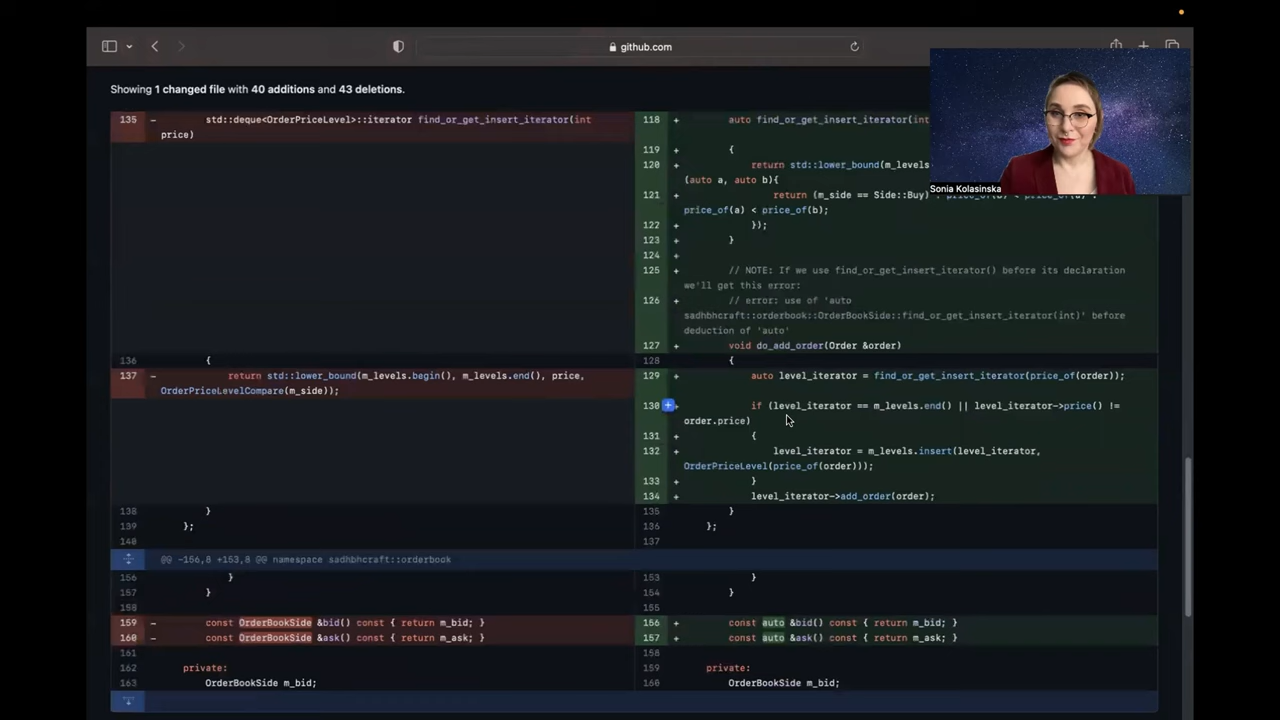 github.com
Showing 1 changed file with 40 additions and 43 deletions.
Sonia Kolasinska
135 - std::deque<OrderPriceLevel>::iterator find_or_get_insert_iterator(int
price)
136 {
137 - return std::lower_bound(m_levels.begin(), m_levels.end(), price,
OrderPriceLevelCompare(m_side));
138 }
139 };
140
118 + auto find_or_get_insert_iterator(int
119 + {
120 + return std::lower_bound(m_levels
(auto a, auto b){
121 + return (m_side == Side::Buy)
price_of(a) < price_of(b);
122 + });
123 + }
124 +
125 + // NOTE: If we use find_or_get_insert_iterator() before its declaration
we'll get this error:
126 + // error: use of 'auto
sadhbhcraft::orderbook::OrderBookSide::find_or_get_insert_iterator(int)' before
deduction of 'auto'
127 + void do_add_order(Order &order)
128 {
129 + auto level_iterator = find_or_get_insert_iterator(price_of(order));
130 + if (level_iterator == m_levels.end() || level_iterator->price() !=
order.price)
131 + {
132 + level_iterator = m_levels.insert(level_iterator,
OrderPriceLevel(price_of(order)));
133 + }
134 + level_iterator->add_order(order);
135 }
136 };
137
@@ -156,8 +153,8 @@ namespace sadhbhcraft::orderbook
156 }
157 }
158
159 - const OrderBookSide &bid() const { return m_bid; }
160 - const OrderBookSide &ask() const { return m_ask; }
161
162 private:
163 OrderBookSide m_bid;
153 }
154 }
155
156 + const auto &bid() const { return m_bid; }
157 + const auto &ask() const { return m_ask; }
158
159 private:
160 OrderBookSide m_bid;